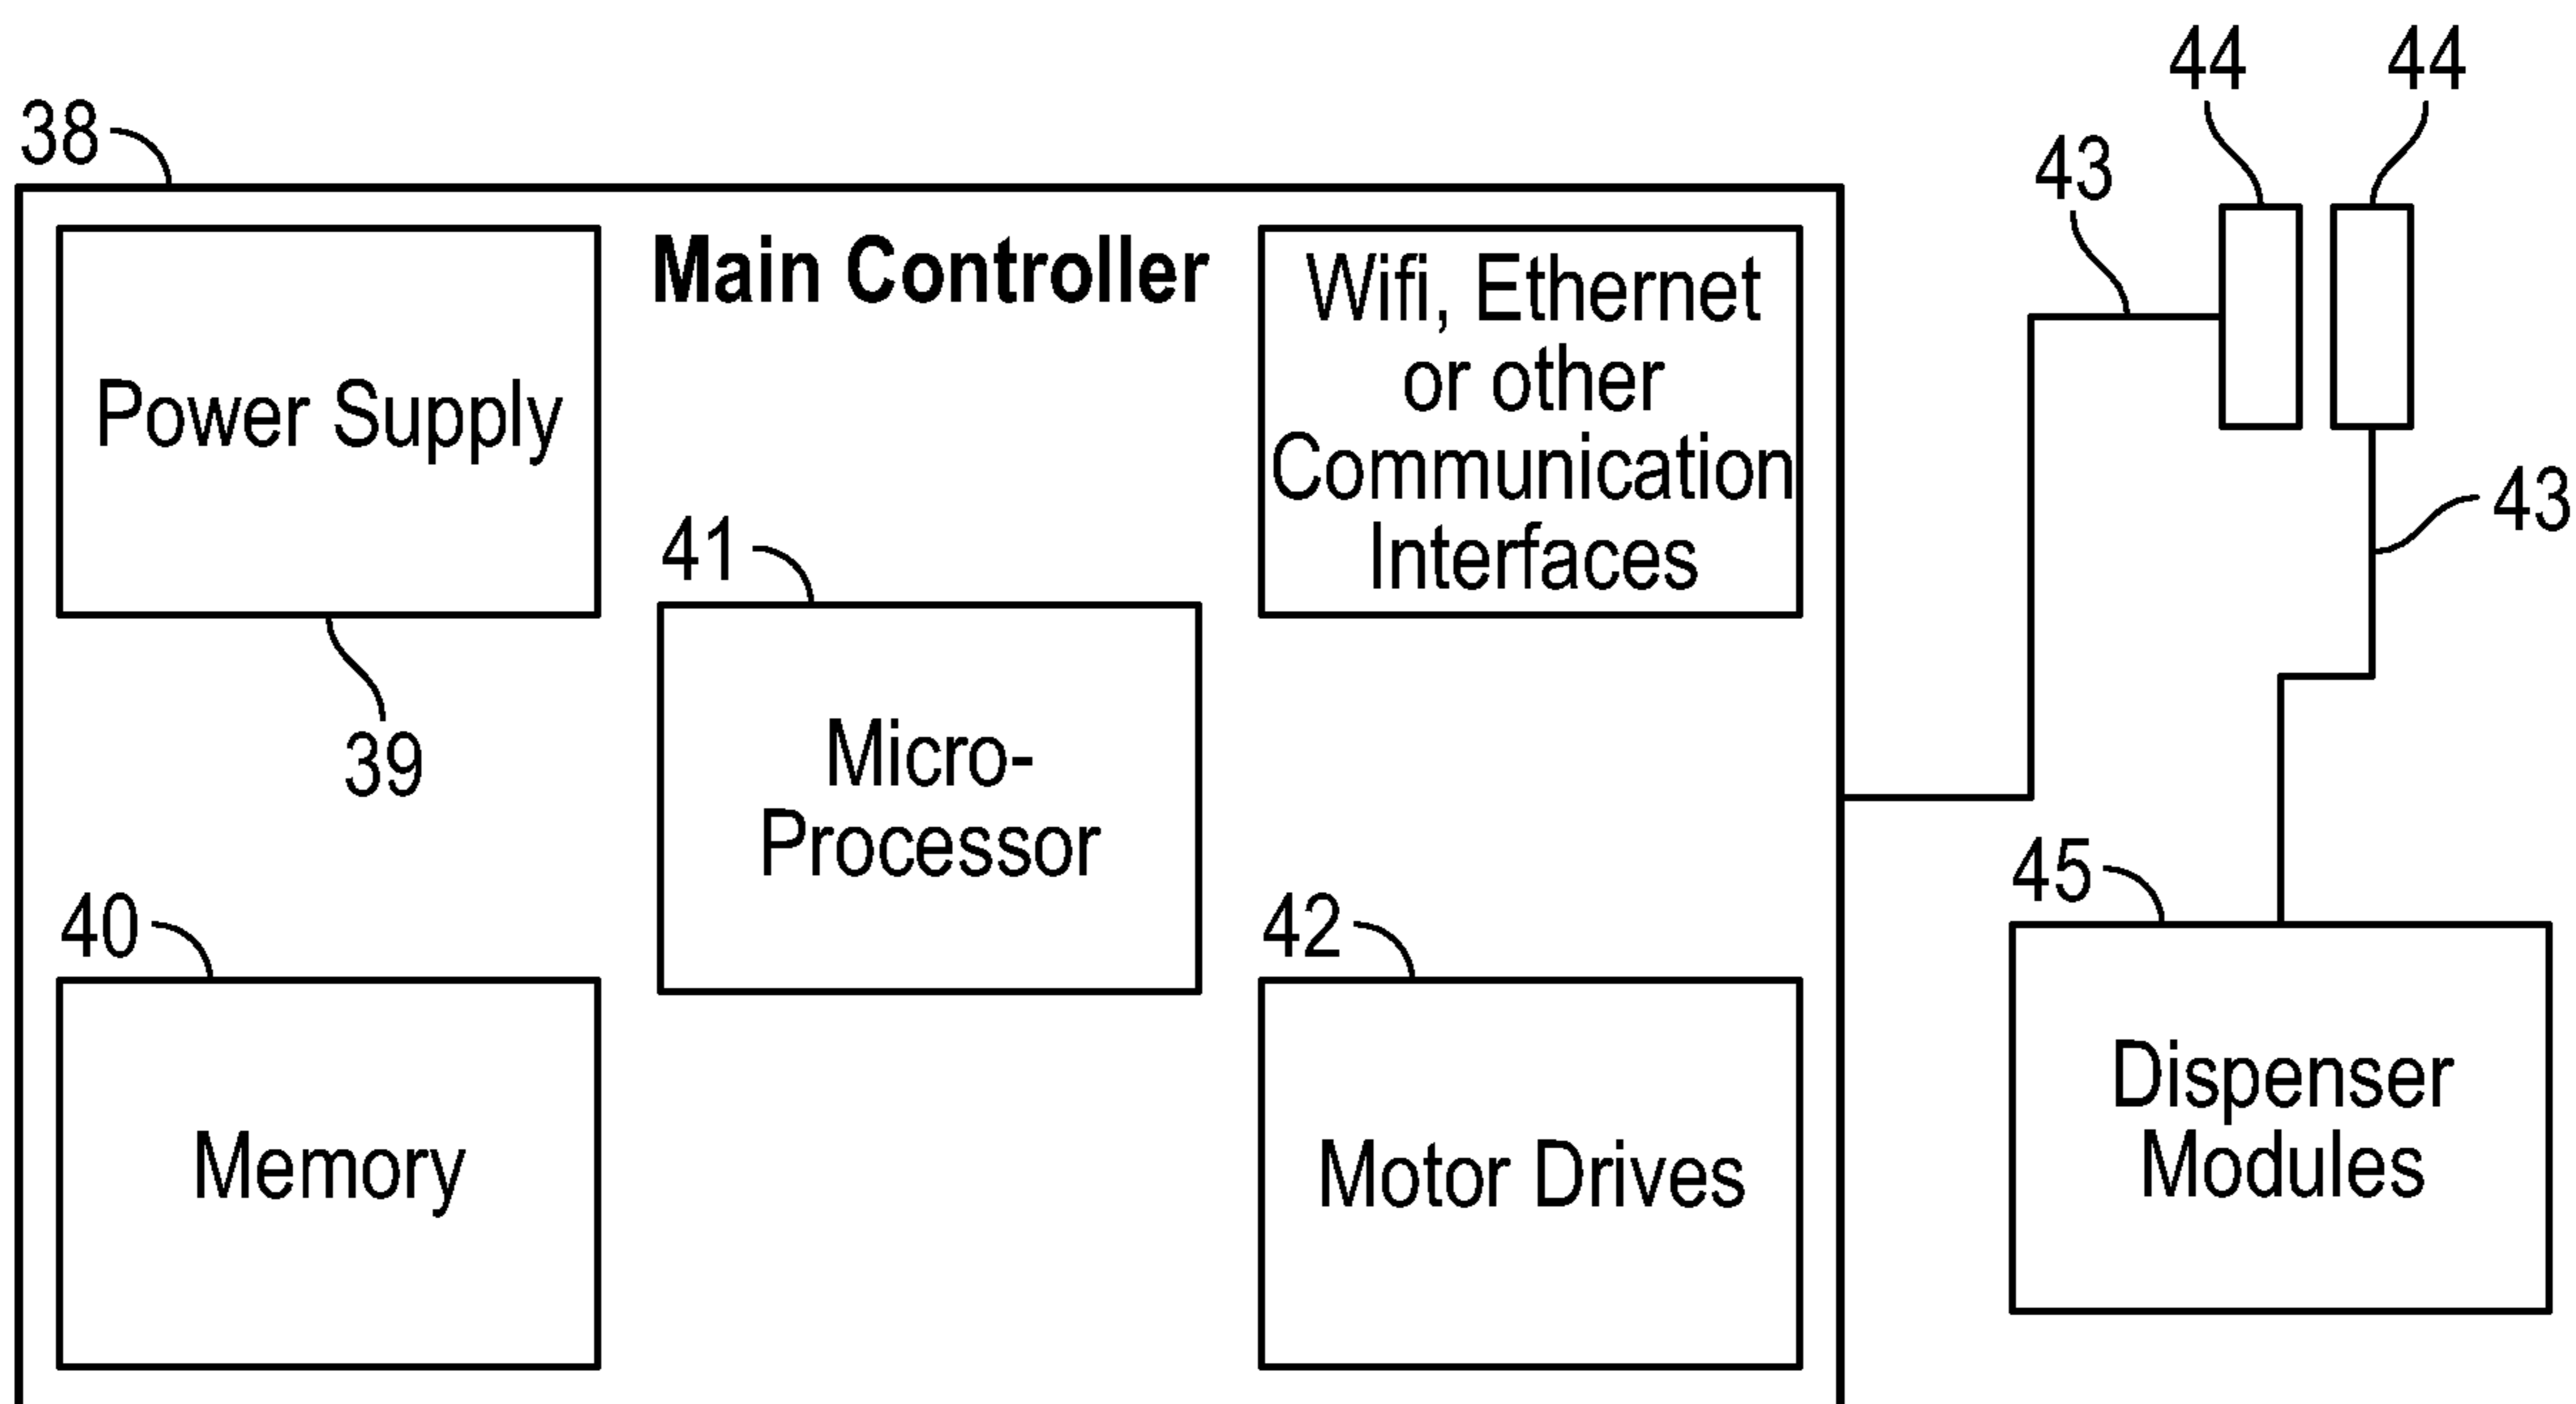 44
44
38
43
Main Controller
Power Supply
Wifi, Ethernet
or other
Communication
Interfaces
43
41
39
Micro-
Processor
45
40
42
Memory
Motor Drives
Dispenser
Modules